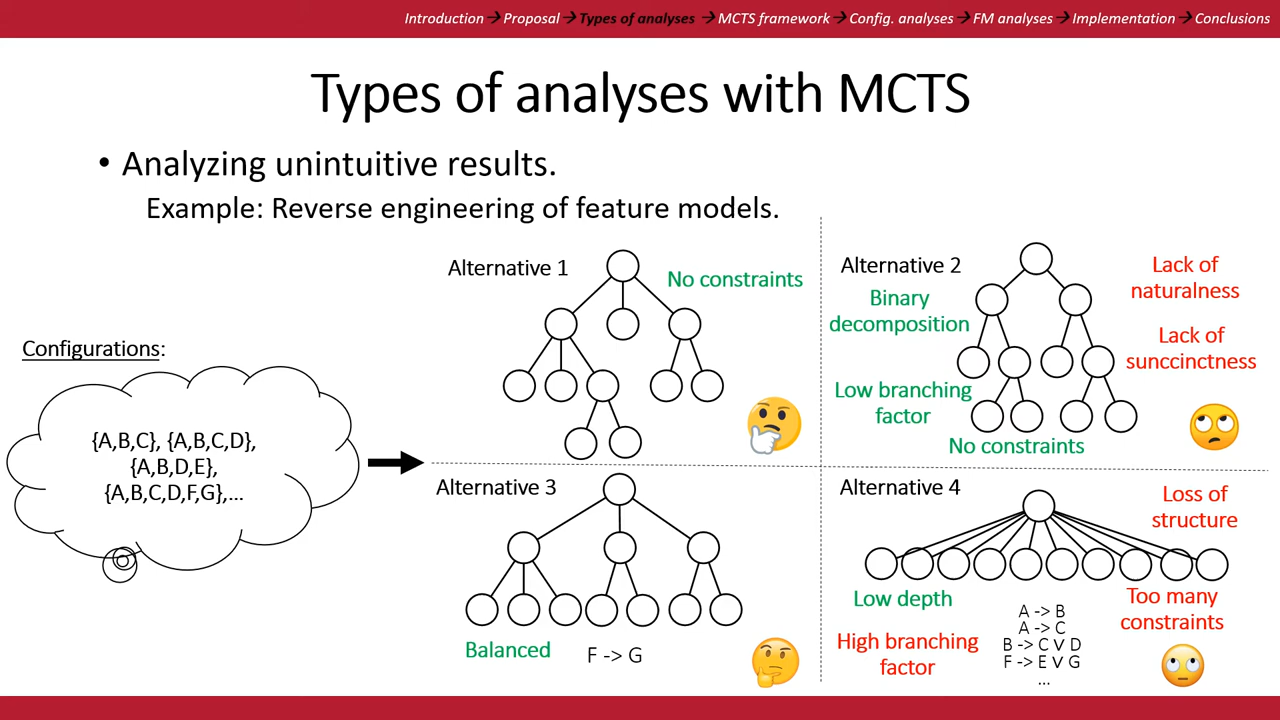 Introduction→Proposal→Types of analyses→MCTS framework→Config. analyses→FM analyses→Implementation→Conclusions
Types of analyses with MCTS
• Analyzing unintuitive results.
Example: Reverse engineering of feature models.
Configurations:
{A,B,C}, {A,B,C,D},
{A,B,D,E},
{A,B,C,D,F,G},...
Alternative 1
No constraints
Alternative 2
Binary
decomposition
Low branching
factor
No constraints
Lack of
naturalness
Lack of
sunccinctness
Alternative 3
Balanced
F -> G
Alternative 4
Loss of
structure
Low depth
High branching
factor
A -> B
A -> C
B -> C ∨ D
F -> E ∨ G
...
Too many
constraints